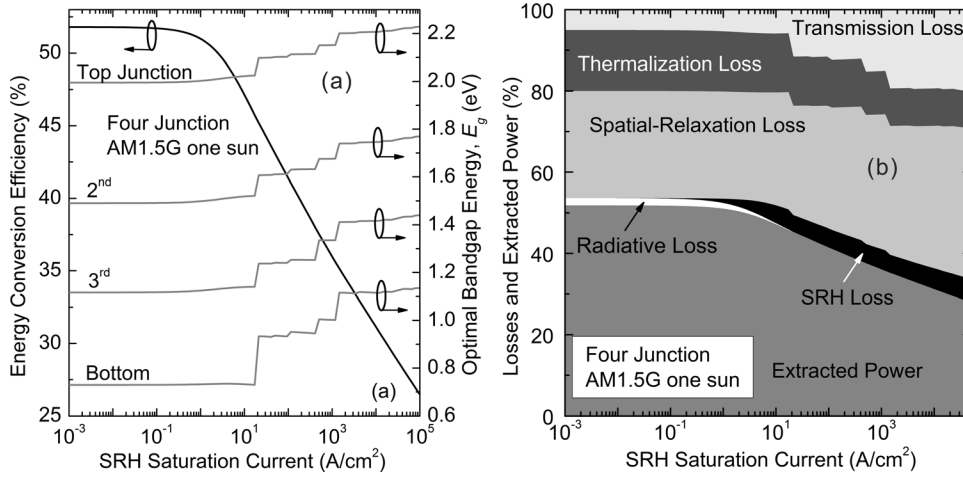 Energy Conversion Efficiency (%)
50
45
40
35
30
25
Top Junction
(a)
Four Junction
AM1.5G one sun
2nd
3rd
Bottom
(a)
2.2
2.0
1.8
1.6
1.4
1.2
1.0
0.8
0.6
Optimal Bandgap Energy, Eg (eV)
10-3 10-1 101 103 105
SRH Saturation Current (A/cm2)
Losses and Extracted Power (%)
100
80
60
40
20
0
Transmission Loss
Thermalization Loss
Spatial-Relaxation Loss
(b)
Radiative Loss
SRH Loss
Four Junction
AM1.5G one sun
Extracted Power
10-3 10-1 101 103
SRH Saturation Current (A/cm2)